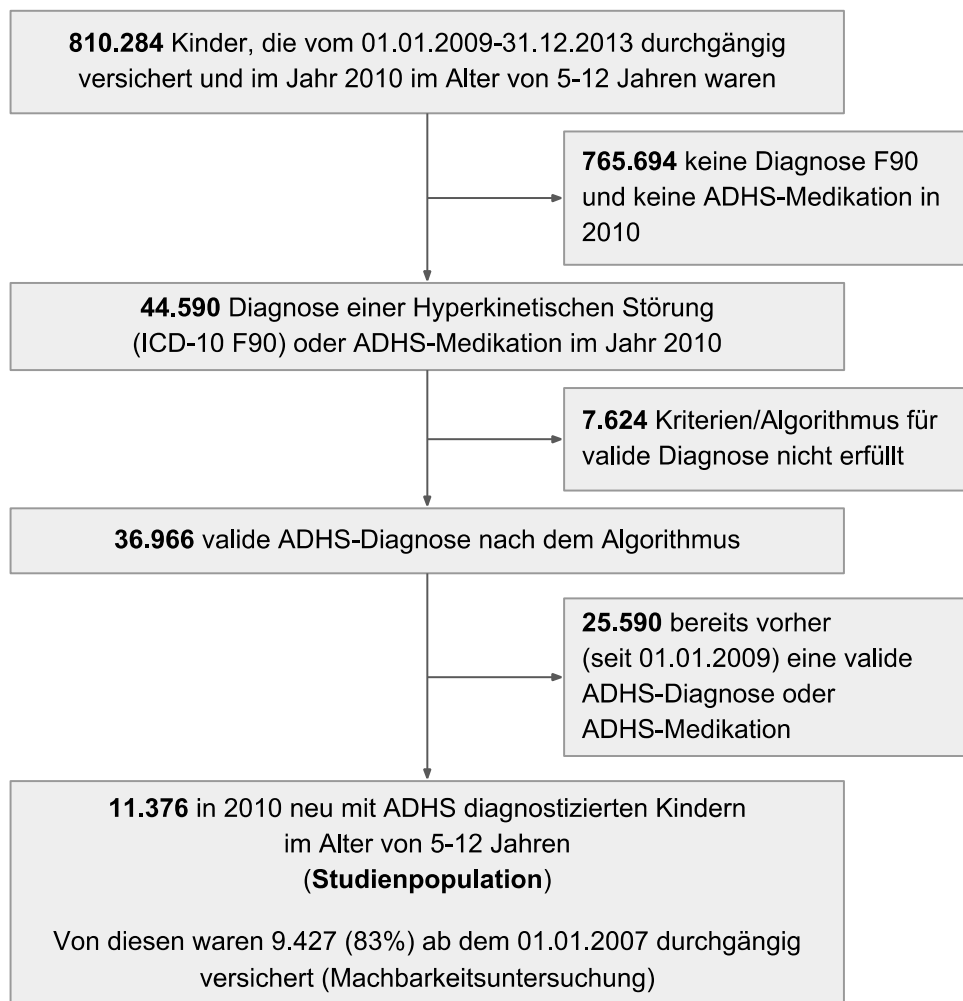 810.284 Kinder, die vom 01.01.2009-31.12.2013 durchgängig
versichert und im Jahr 2010 im Alter von 5-12 Jahren waren
765.694 keine Diagnose F90
und keine ADHS-Medikation in
2010
44.590 Diagnose einer Hyperkinetischen Störung
(ICD-10 F90) oder ADHS-Medikation im Jahr 2010
7.624 Kriterien/Algorithmus für
valide Diagnose nicht erfüllt
36.966 valide ADHS-Diagnose nach dem Algorithmus
25.590 bereits vorher
(seit 01.01.2009) eine valide
ADHS-Diagnose oder
ADHS-Medikation
11.376 in 2010 neu mit ADHS diagnostizierten Kindern
im Alter von 5-12 Jahren
(Studienpopulation)
Von diesen waren 9.427 (83%) ab dem 01.01.2007 durchgängig
versichert (Machbarkeitsuntersuchung)